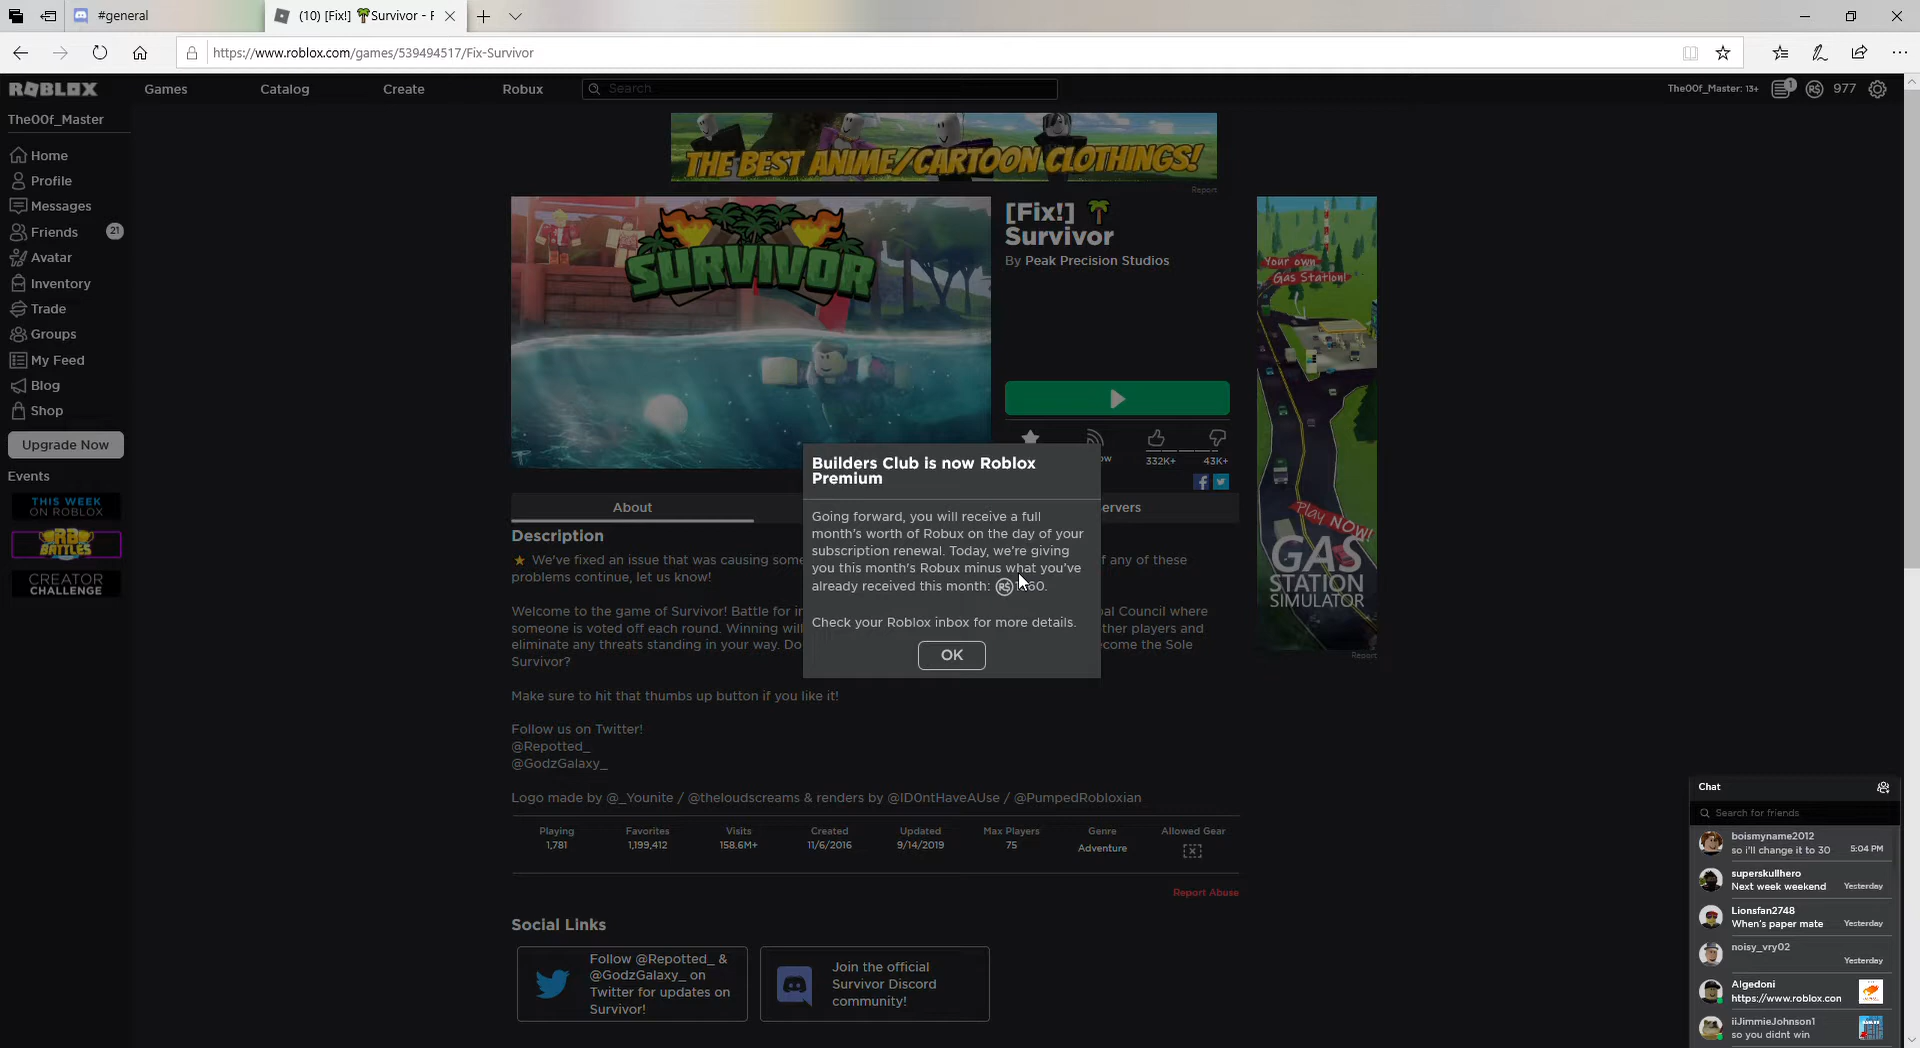 #general
(10) [Fix!] 🌴Survivor - F
https://www.roblox.com/games/539494517/Fix-Survivor
ROBLOX
Games
Catalog
Create
Robux
Search
The00f_Master: 13+
1
R$
977
The00f_Master
Home
Profile
Messages
Friends
21
Avatar
Inventory
Trade
Groups
My Feed
Blog
Shop
Upgrade Now
Events
THIS WEEK
ON ROBLOX
RB
BATTLES
CREATOR
CHALLENGE
THE BEST ANIME/CARTOON CLOTHINGS!
Report
SURVIVOR
[Fix!] 🌴
Survivor
By Peak Precision Studios
332K+
43K+
Your own
Gas Station!
Play NOW!
GAS
STATION
SIMULATOR
Report
Builders Club is now Roblox
Premium
Going forward, you will receive a full
month's worth of Robux on the day of your
subscription renewal. Today, we're giving
you this month's Robux minus what you've
already received this month: R$
Check your Roblox inbox for more details.
OK
About
ervers
Description
⭐ We've fixed an issue that was causing some
f any of these
problems continue, let us know!
Welcome to the game of Survivor! Battle for in
bal Council where
someone is voted off each round. Winning will
ther players and
eliminate any threats standing in your way. Do
come the Sole
Survivor?
Make sure to hit that thumbs up button if you like it!
Follow us on Twitter!
@Repotted_
@GodzGalaxy_
Logo made by @_Younite / @theloudscreams & renders by @ID0ntHaveAUse / @PumpedRobloxian
Playing
Favorites
Visits
Created
Updated
Max Players
Genre
Allowed Gear
1,781
1,199,412
158.6M+
11/6/2016
9/14/2019
75
Adventure
Report Abuse
Social Links
Follow @Repotted_ &
@GodzGalaxy_ on
Twitter for updates on
Survivor!
Join the official
Survivor Discord
community!
Chat
Search for friends
boismyname2012
so i'll change it to 30
5:04 PM
superskullhero
Next week weekend
Yesterday
Lionsfan2748
When's paper mate
Yesterday
noisy_vry02
Yesterday
Algedoni
https://www.roblox.con
iiJimmieJohnson1
so you didnt win